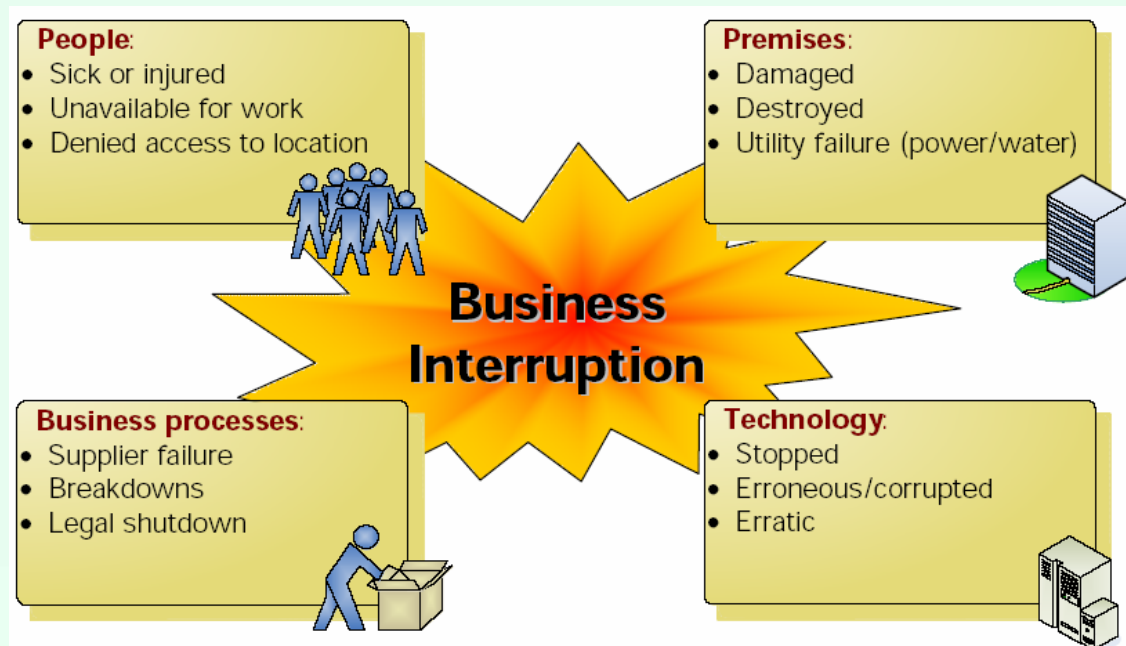 People:
• Sick or injured
• Unavailable for work
• Denied access to location
Premises:
• Damaged
• Destroyed
• Utility failure (power/water)
Business
Interruption
Business processes:
• Supplier failure
• Breakdowns
• Legal shutdown
Technology:
• Stopped
• Erroneous/corrupted
• Erratic